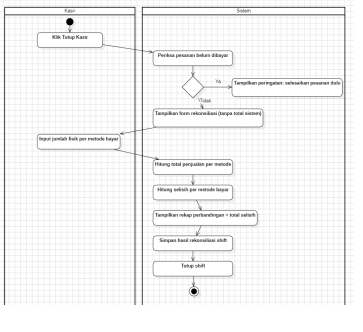 Kasir
Sistem
Klik Tutup Kasir
Periksa pesanan belum dibayar
Ya
Tampilkan peringatan: selesaikan pesanan dulu
Tidak
Tampilkan form rekonsiliasi (tanpa total sistem)
Input jumlah fisik per metode bayar
Hitung total penjualan per metode
Hitung selisih per metode bayar
Tampilkan rekap perbandingan + total selisih
Simpan hasil rekonsiliasi shift
Tutup shift